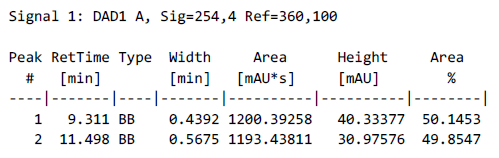 Signal 1: DAD1 A, Sig=254,4 Ref=360,100
Peak RetTime Type  Width     Area      Height     Area
  #   [min]        [min]   [mAU*s]     [mAU]        %
----|-------|----|-------|----------|----------|--------|
   1   9.311 BB    0.4392 1200.39258   40.33377  50.1453
   2  11.498 BB    0.5675 1193.43811   30.97576  49.8547